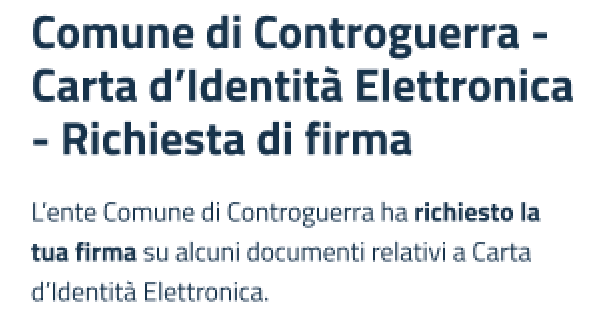 Comune di Controguerra -
Carta d’Identità Elettronica
- Richiesta di firma
L’ente Comune di Controguerra ha richiesto la
tua firma su alcuni documenti relativi a Carta
d’Identità Elettronica.